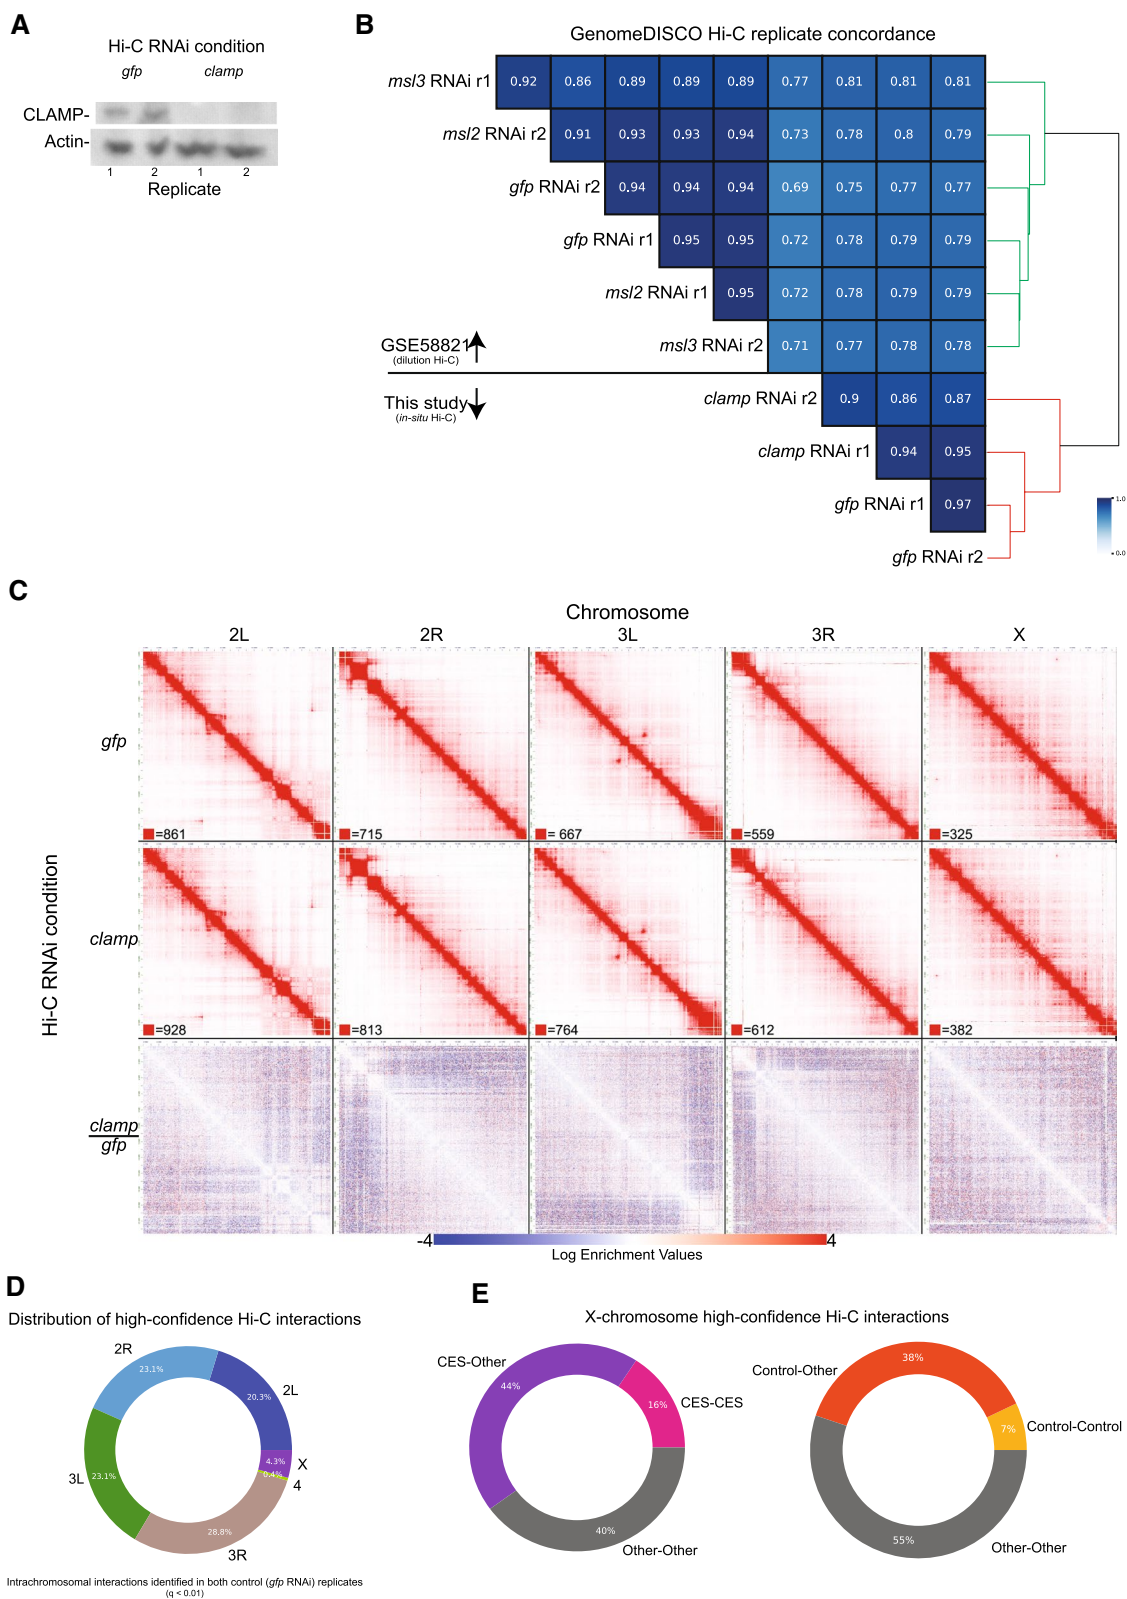 A
Hi-C RNAi condition
gfp clamp
CLAMP-
Actin-
1 2 1 2
Replicate
B
GenomeDISCO Hi-C replicate concordance
msl3 RNAi r1 0.92 0.86 0.89 0.89 0.89 0.77 0.81 0.81 0.81
msl2 RNAi r2 0.91 0.93 0.93 0.94 0.73 0.78 0.8 0.79
gfp RNAi r2 0.94 0.94 0.94 0.69 0.75 0.77 0.77
gfp RNAi r1 0.95 0.95 0.72 0.78 0.79 0.79
msl2 RNAi r1 0.95 0.72 0.78 0.79 0.79
msl3 RNAi r2 0.71 0.77 0.78 0.78
GSE58821
(dilution Hi-C)
This study
(in-situ Hi-C)
clamp RNAi r2 0.9 0.86 0.87
clamp RNAi r1 0.94 0.95
gfp RNAi r1 0.97
gfp RNAi r2
1.0
0.0
C
Chromosome
2L 2R 3L 3R X
Hi-C RNAi condition
gfp
=861 =715 = 667 =559 =325
clamp
=928 =813 =764 =612 =382
clamp
gfp
-4 4
Log Enrichment Values
D
Distribution of high-confidence Hi-C interactions
2R
23.1%
2L
20.3%
X
4.3%
4
0.4%
3L
23.1%
3R
28.8%
Intrachromosomal interactions identified in both control (gfp RNAi) replicates
(q < 0.01)
E
X-chromosome high-confidence Hi-C interactions
CES-Other
44%
CES-CES
16%
Other-Other
40%
Control-Other
38%
Control-Control
7%
Other-Other
55%